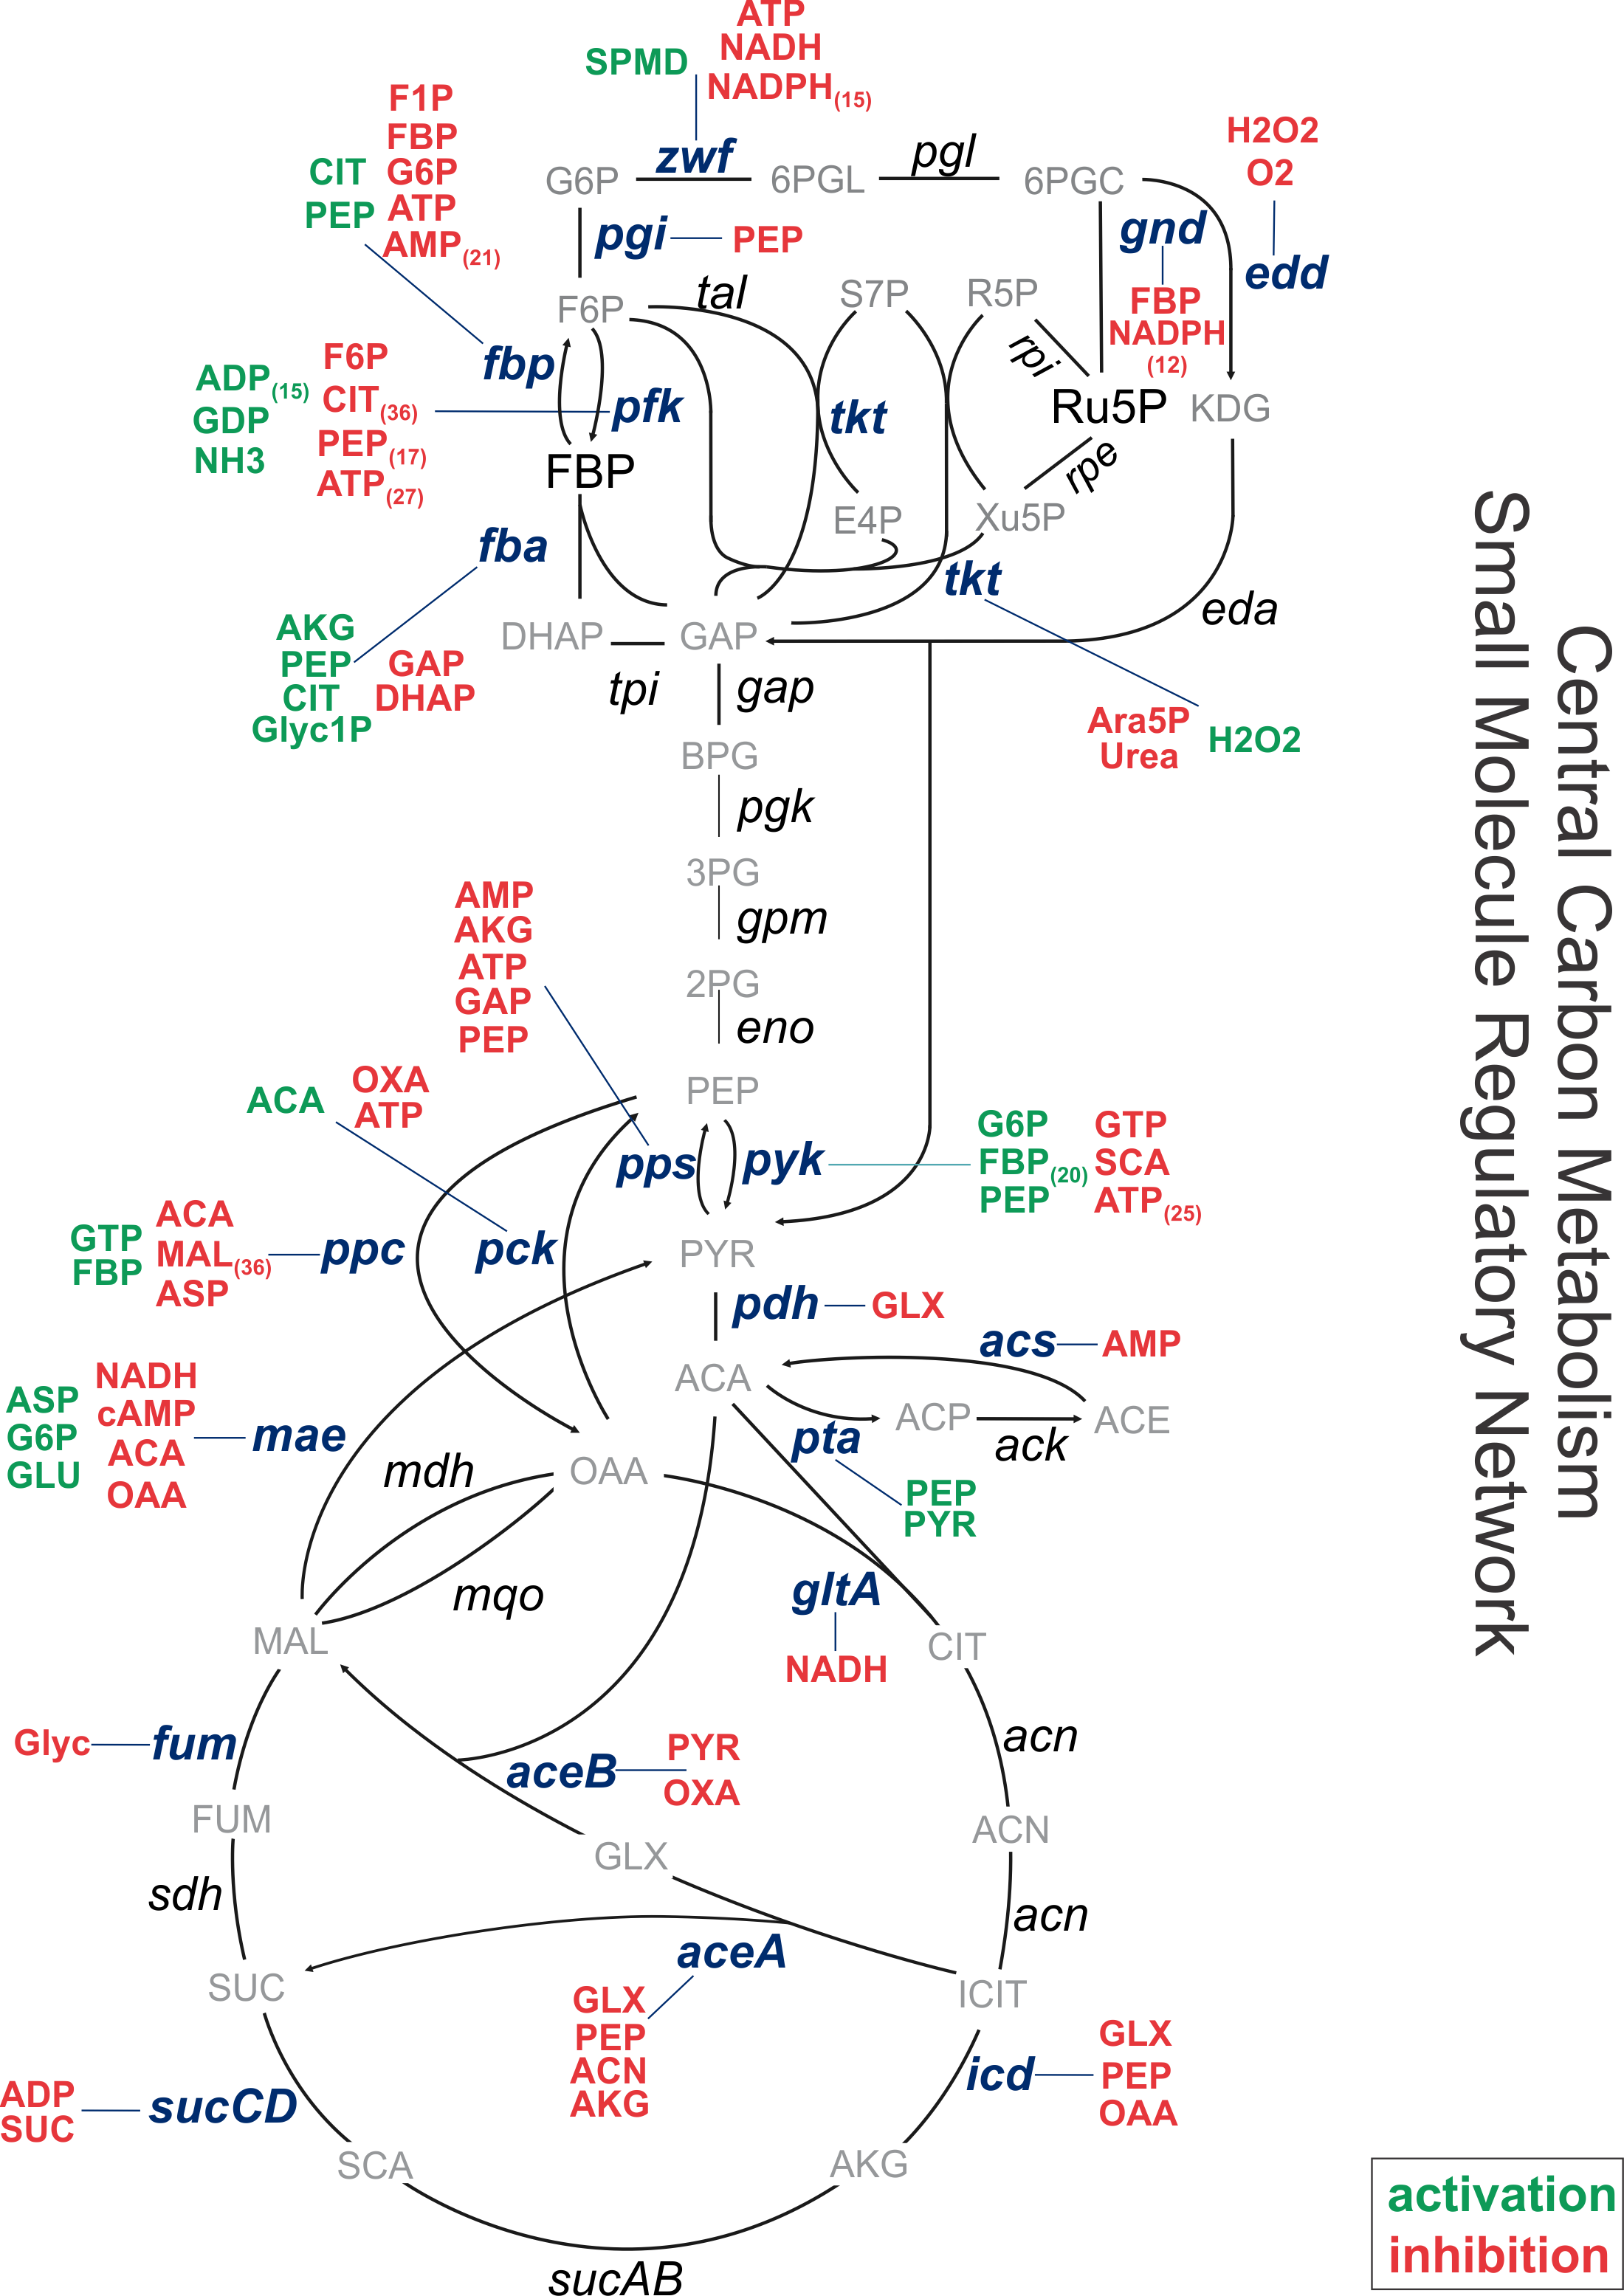 ATP
NADH
NADPH(15)
SPMD
zwf
G6P
6PGL
pgl
6PGC
H2O2
O2
edd
gnd
FBP
NADPH
(12)
F1P
FBP
G6P
ATP
AMP(21)
CIT
PEP
pgi
PEP
F6P
tal
S7P
R5P
rpi
Ru5P
KDG
fbp
pfk
tkt
ADP(15)
GDP
NH3
F6P
CIT(36)
PEP(17)
ATP(27)
FBP
rpe
E4P
Xu5P
fba
tkt
eda
AKG
PEP
CIT
Glyc1P
GAP
DHAP
DHAP
GAP
tpi
gap
Ara5P
Urea
H2O2
BPG
pgk
3PG
gpm
2PG
eno
AMP
AKG
ATP
GAP
PEP
PEP
ACA
OXA
ATP
pps
pyk
G6P
FBP(20)
PEP
GTP
SCA
ATP(25)
GTP
FBP
ACA
MAL(36)
ASP
ppc
pck
PYR
pdh
GLX
acs
AMP
ACA
ACP
ack
ACE
pta
PEP
PYR
ASP
G6P
GLU
NADH
cAMP
ACA
OAA
mae
mdh
OAA
mqo
gltA
NADH
MAL
CIT
Glyc
fum
aceB
PYR
OXA
acn
FUM
GLX
ACN
sdh
acn
aceA
SUC
ICIT
GLX
PEP
ACN
AKG
icd
GLX
PEP
OAA
ADP
SUC
sucCD
SCA
AKG
sucAB
Central Carbon Metabolism
Small Molecule Regulatory Network
activation
inhibition